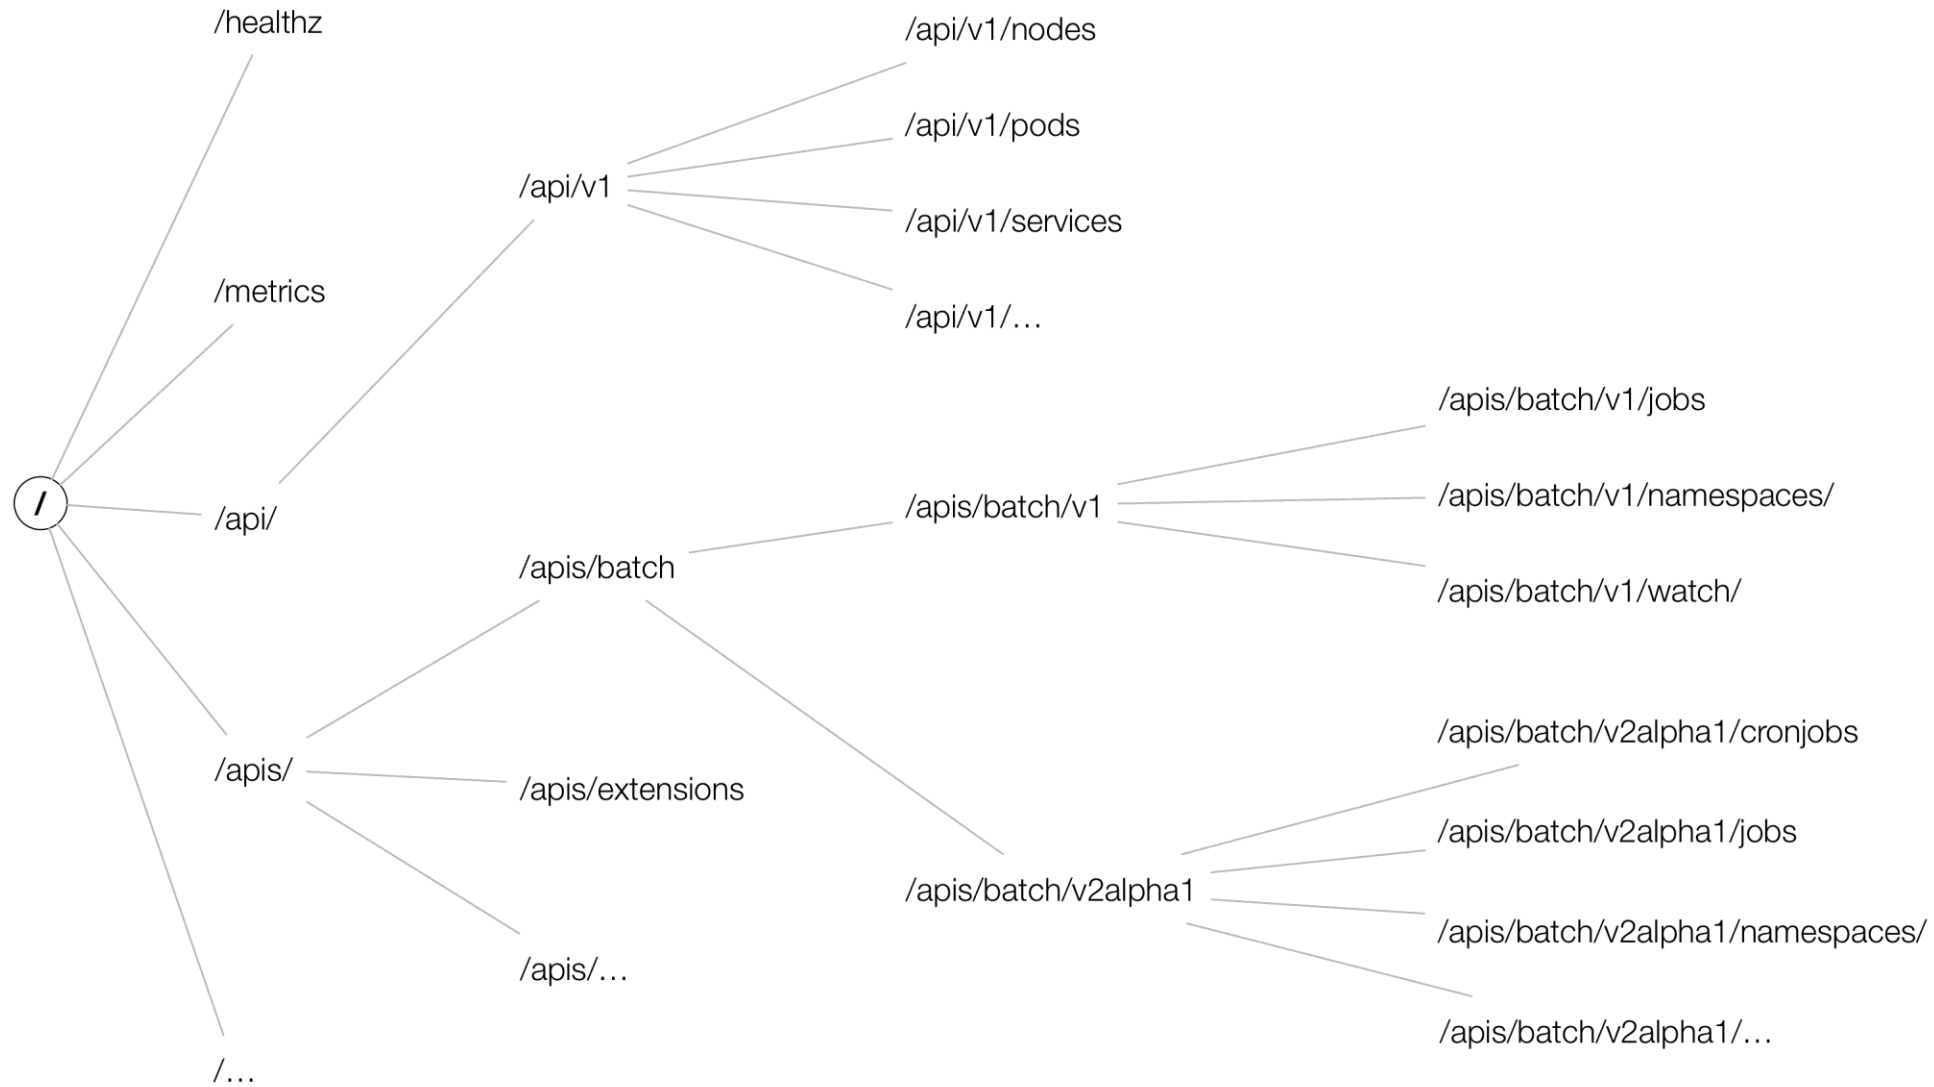 /healthz
/api/v1/nodes
/api/v1/pods
/api/v1
/api/v1/services
/metrics
/api/v1/…
/apis/batch/v1/jobs
/apis/batch/v1/namespaces/
/
/apis/batch/v1
/api/
/apis/batch
/apis/batch/v1/watch/
/apis/batch/v2alpha1/cronjobs
/apis/
/apis/extensions
/apis/batch/v2alpha1/jobs
/apis/batch/v2alpha1
/apis/batch/v2alpha1/namespaces/
/apis/…
/apis/batch/v2alpha1/…
/…